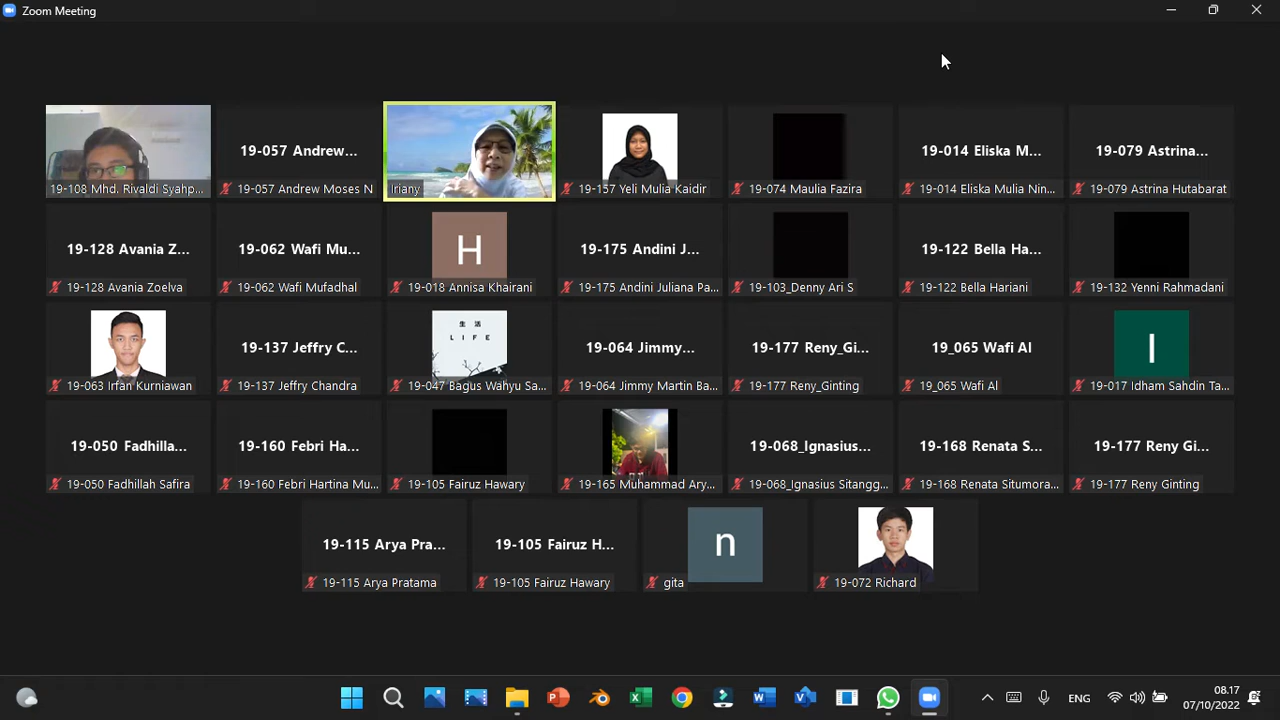 Zoom Meeting
19-108 Mhd. Rivaldi Syahp...
19-057 Andrew...
19-057 Andrew Moses N
Iriany
19-157 Yeli Mulia Kaidir
19-074 Maulia Fazira
19-014 Eliska M...
19-014 Eliska Mulia Nin...
19-079 Astrina...
19-079 Astrina Hutabarat
19-128 Avania Z...
19-128 Avania Zoelva
19-062 Wafi Mu...
19-062 Wafi Mufadhal
H
19-018 Annisa Khairani
19-175 Andini J...
19-175 Andini Juliana Pa...
19-103_Denny Ari S
19-122 Bella Ha...
19-122 Bella Hariani
19-132 Yenni Rahmadani
19-063 Irfan Kurniawan
19-137 Jeffry C...
19-137 Jeffry Chandra
生 活
L I F E
19-047 Bagus Wahyu Sa...
19-064 Jimmy...
19-064 Jimmy Martin Ba...
19-177 Reny_Gi...
19-177 Reny_Ginting
19_065 Wafi Al
19_065 Wafi Al
I
19-017 Idham Sahdin Ta...
19-050 Fadhilla...
19-050 Fadhillah Safira
19-160 Febri Ha...
19-160 Febri Hartina Mu...
19-105 Fairuz Hawary
19-165 Muhammad Ary...
19-068_Ignasius...
19-068_Ignasius Sitangg...
19-168 Renata S...
19-168 Renata Situmora...
19-177 Reny Gi...
19-177 Reny Ginting
19-115 Arya Pra...
19-115 Arya Pratama
19-105 Fairuz H...
19-105 Fairuz Hawary
n
gita
19-072 Richard
ENG
08.17
07/10/2022